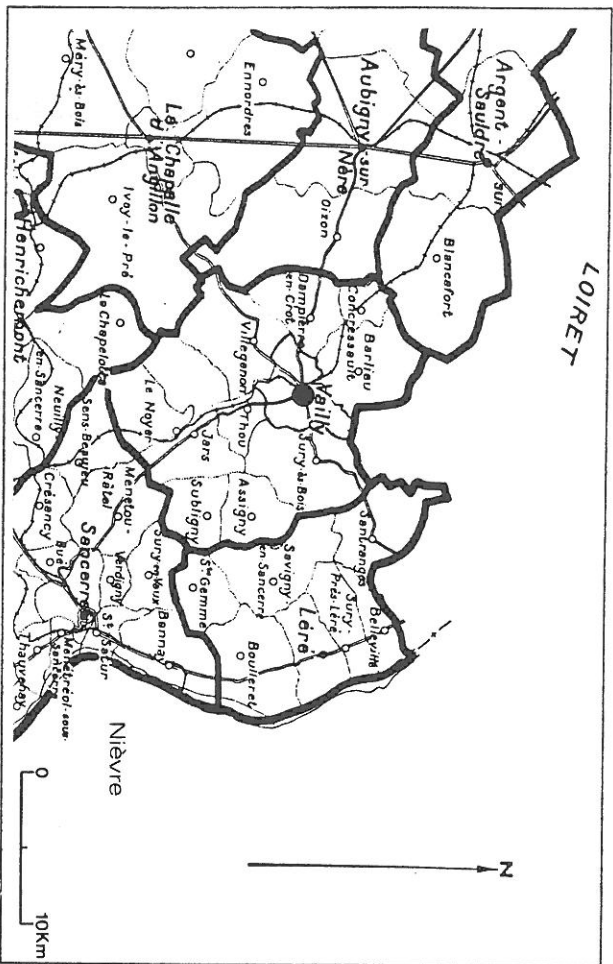 LOIRET
Argent-
sur
Sauldre
Blancafort
Aubigny
sur
Nère
Oizon
Concressault
Barlieu
Dampierre
en-Crot
Vailly
Villegenon
Thou
Sury-ès-Bois
Santranges
Belleville
Sury-
Près-Léré
Savigny
en Sancerre
Léré
Assigny
Subligny
Jars
Le Noyer
Ste Gemme
Boulleret
Ennordres
La Chapelle
d'Angillon
Ivoy-le-Pré
Méry-ès-Bois
Henrichemont
La Chapelotte
Neuilly
en-Sancerre
Sens-Beaujeu
Menetou-
Râtel
Sury-en-Vaux
Verdigny
Bannay
Crésancy
Bué
Sancerre
St
Satur
Ménétréol-sous-
Sancerre
Thauvenay
Nièvre
N
0
10Km